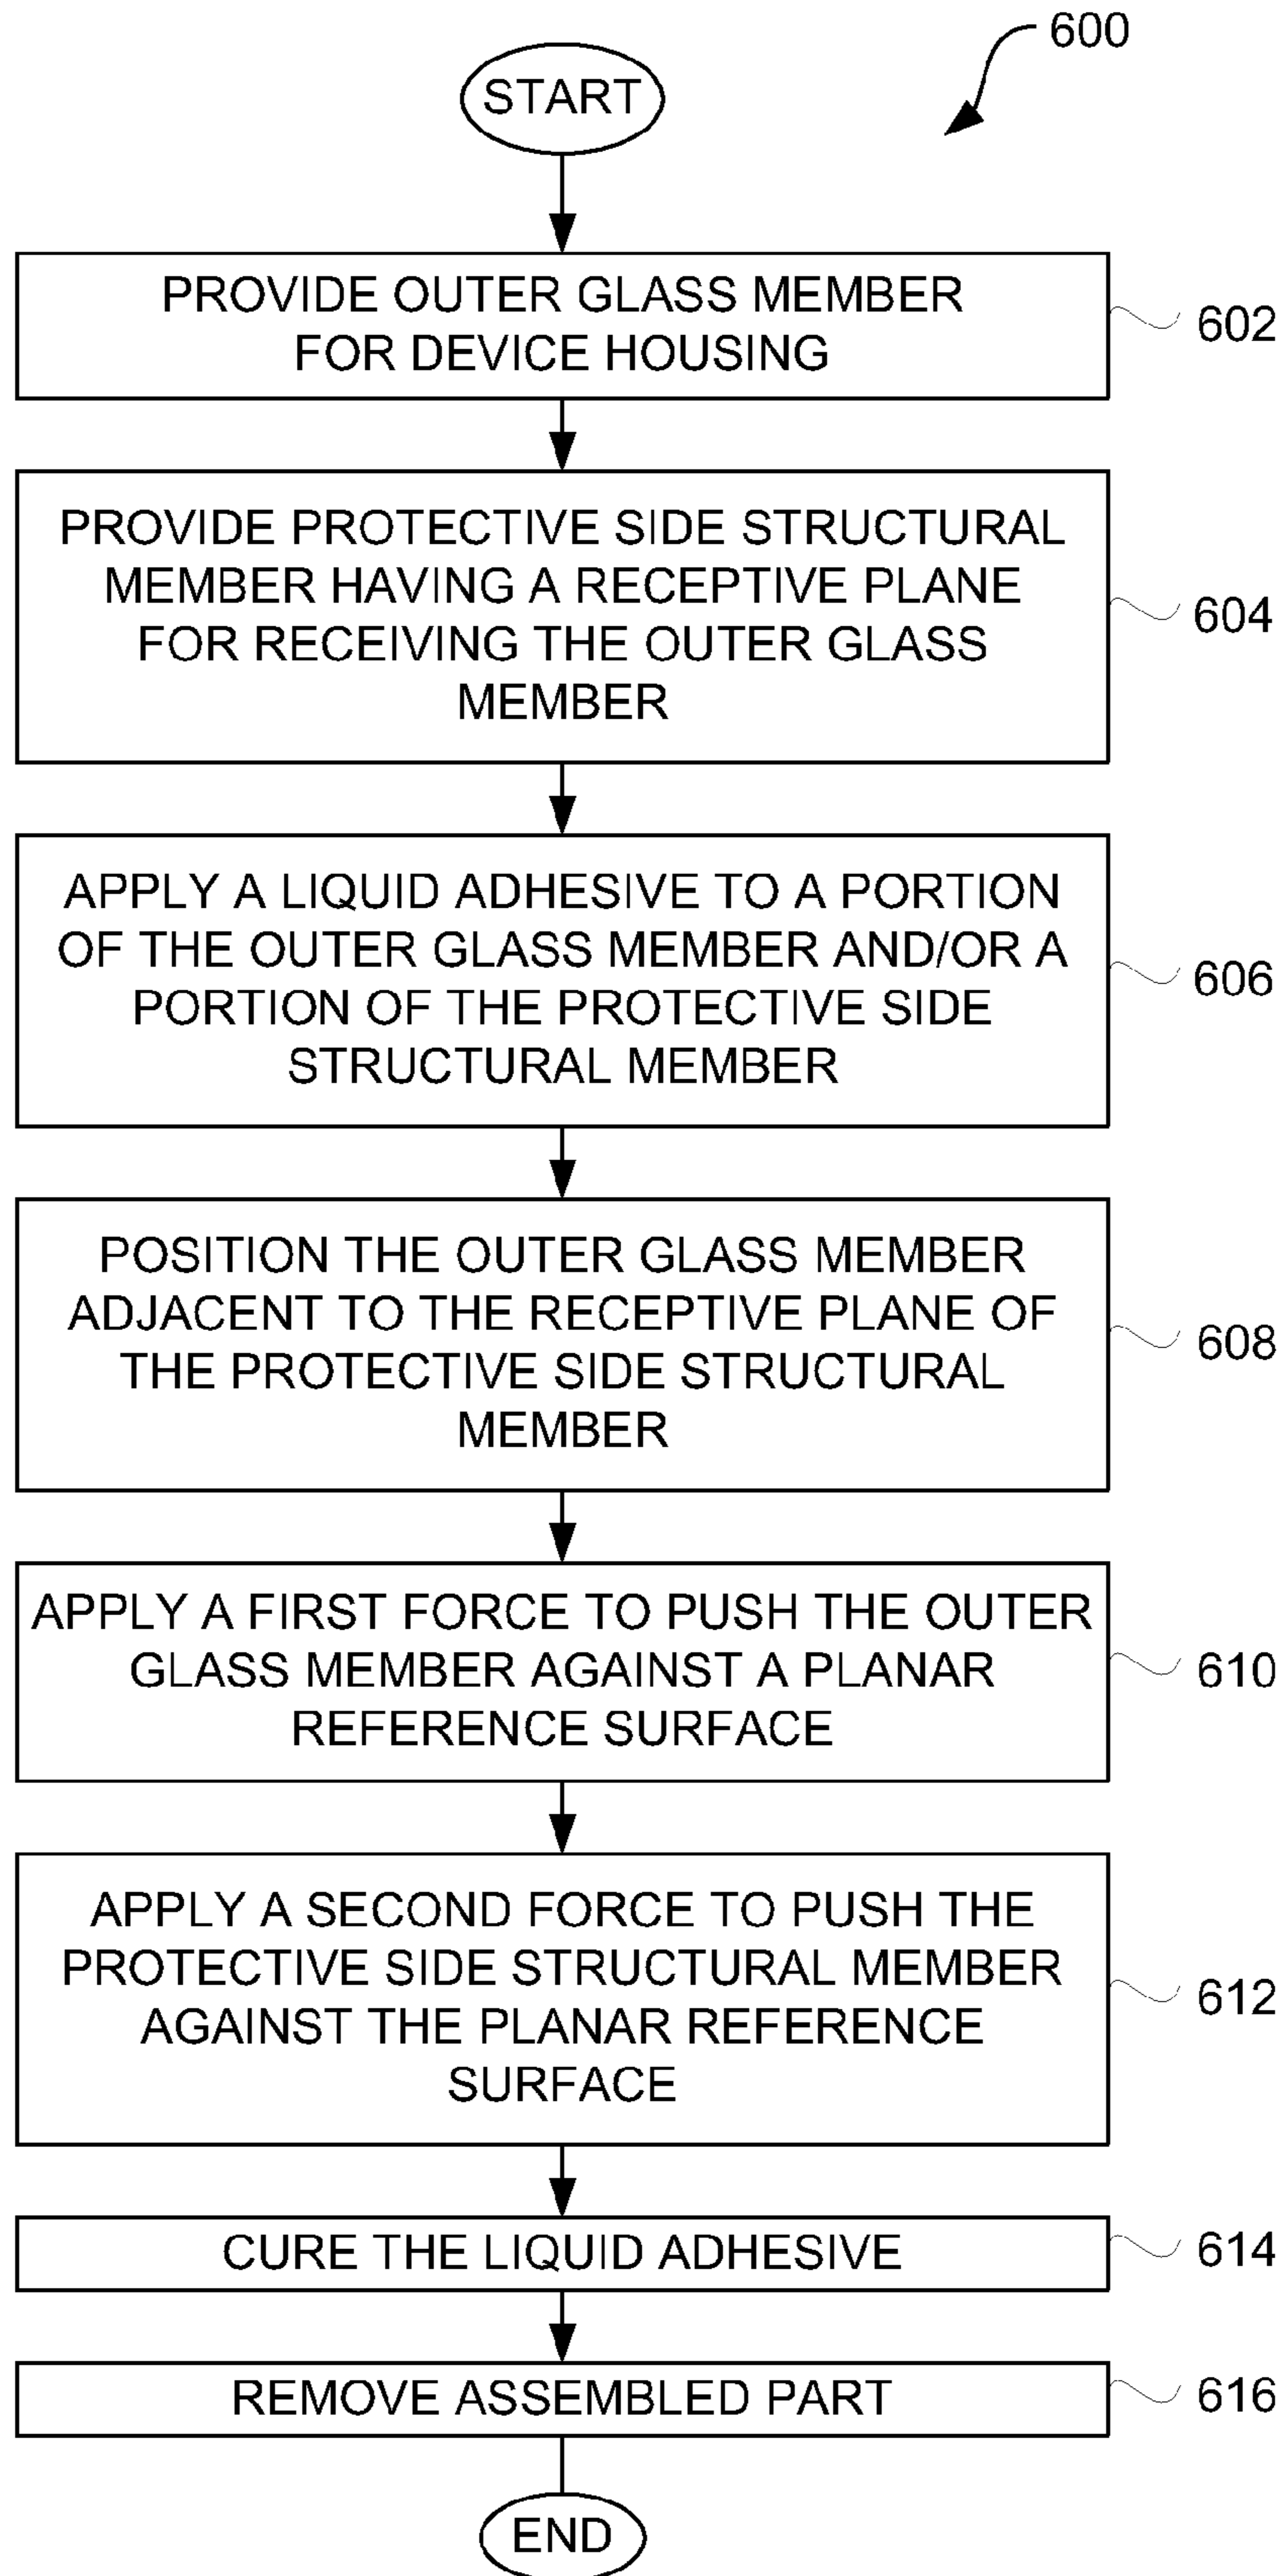 600
START
PROVIDE OUTER GLASS MEMBER
FOR DEVICE HOUSING
602
PROVIDE PROTECTIVE SIDE STRUCTURAL
MEMBER HAVING A RECEPTIVE PLANE
FOR RECEIVING THE OUTER GLASS
MEMBER
604
APPLY A LIQUID ADHESIVE TO A PORTION
OF THE OUTER GLASS MEMBER AND/OR A
PORTION OF THE PROTECTIVE SIDE
STRUCTURAL MEMBER
606
POSITION THE OUTER GLASS MEMBER
ADJACENT TO THE RECEPTIVE PLANE OF
THE PROTECTIVE SIDE STRUCTURAL
MEMBER
608
APPLY A FIRST FORCE TO PUSH THE OUTER
GLASS MEMBER AGAINST A PLANAR
REFERENCE SURFACE
610
APPLY A SECOND FORCE TO PUSH THE
PROTECTIVE SIDE STRUCTURAL MEMBER
AGAINST THE PLANAR REFERENCE
SURFACE
612
CURE THE LIQUID ADHESIVE
614
REMOVE ASSEMBLED PART
616
END